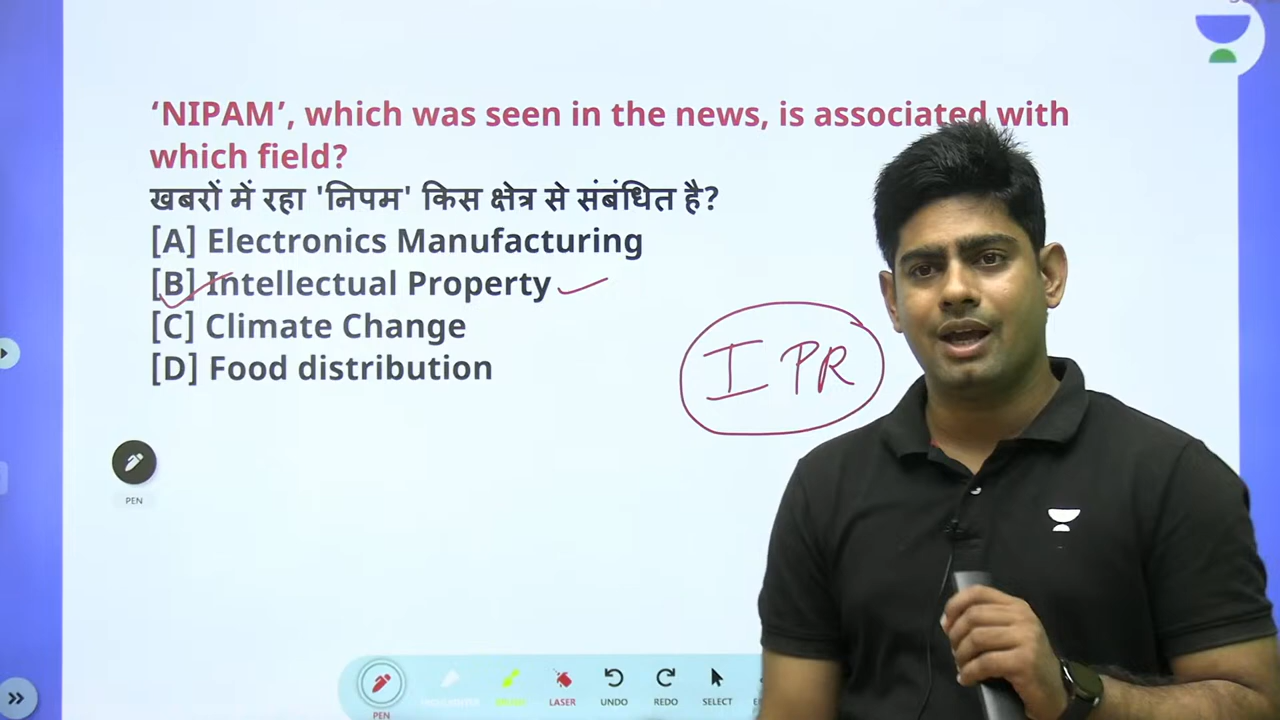 ‘NIPAM’, which was seen in the news, is associated with
which field?
खबरों में रहा 'निपम' किस क्षेत्र से संबंधित है?
[A] Electronics Manufacturing
[B] Intellectual Property
[C] Climate Change
[D] Food distribution
IPR
PEN
PEN
LASER
UNDO
REDO
SELECT